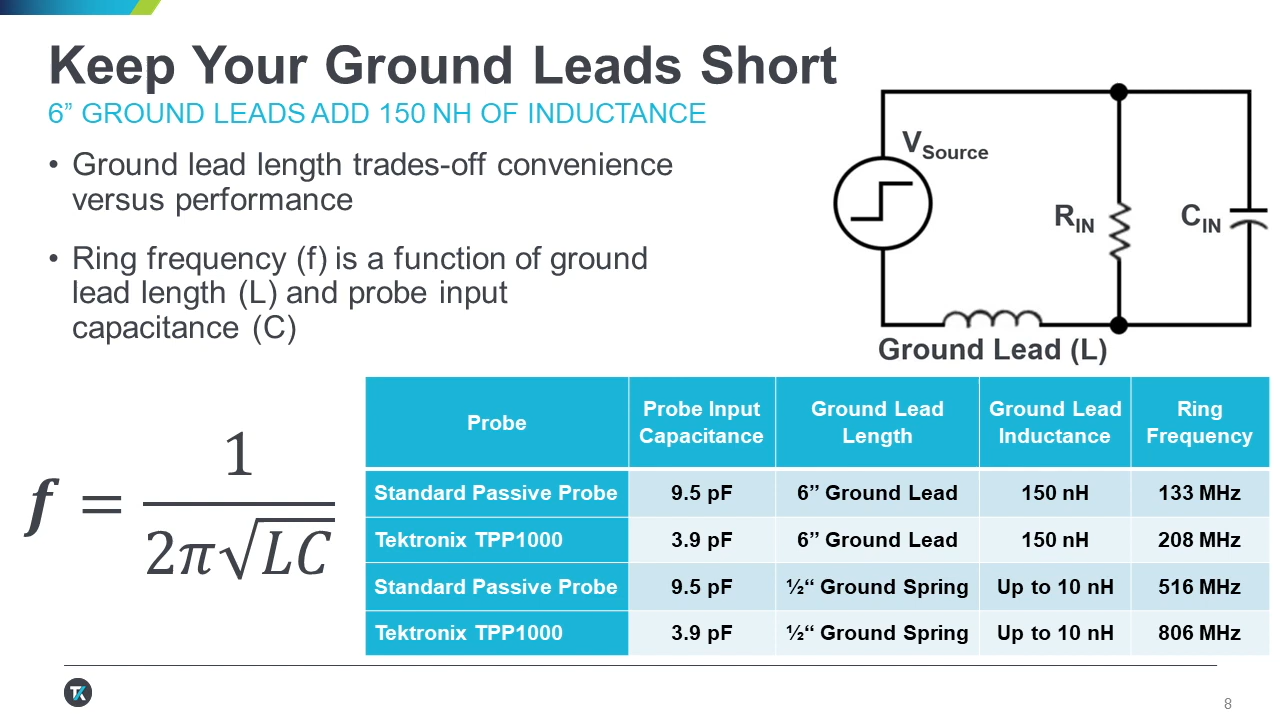 Keep Your Ground Leads Short
6” GROUND LEADS ADD 150 NH OF INDUCTANCE
• Ground lead length trades-off convenience
versus performance
• Ring frequency (f) is a function of ground
lead length (L) and probe input
capacitance (C)
V Source
R IN
C IN
Ground Lead (L)
f = 1 / 2π√LC
Probe
Probe Input
Capacitance
Ground Lead
Length
Ground Lead
Inductance
Ring
Frequency
Standard Passive Probe 9.5 pF 6” Ground Lead 150 nH 133 MHz
Tektronix TPP1000 3.9 pF 6” Ground Lead 150 nH 208 MHz
Standard Passive Probe 9.5 pF ½“ Ground Spring Up to 10 nH 516 MHz
Tektronix TPP1000 3.9 pF ½“ Ground Spring Up to 10 nH 806 MHz
TK
8